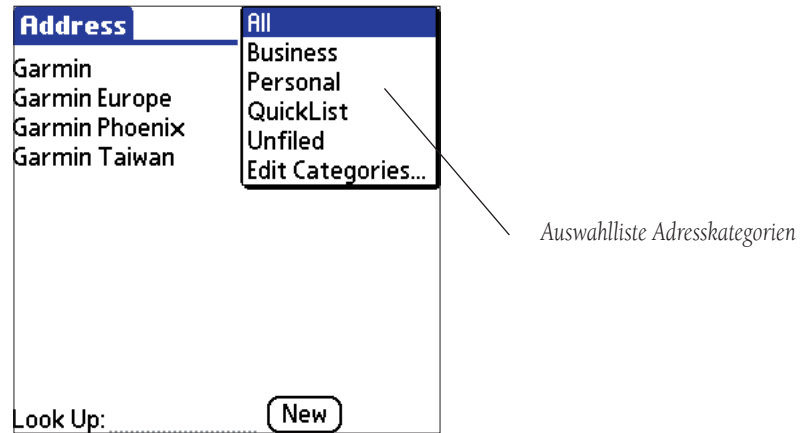 Address
All
Business
Personal
QuickList
Unfiled
Edit Categories...
Garmin
Garmin Europe
Garmin Phoenix
Garmin Taiwan
Auswahlliste Adresskategorien
Look Up:
New